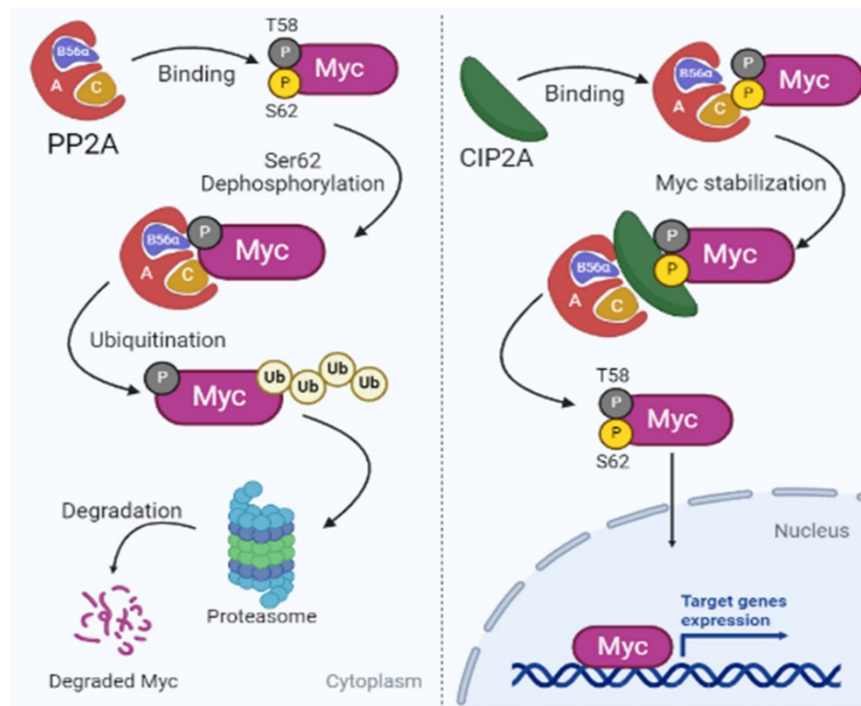 T58
P
P
Myc
S62
B56α
A
C
PP2A
Binding
Ser62
Dephosphorylation
B56α
A
C
P
Myc
Ubiquitination
P
Myc
Ub
Ub
Ub
Ub
Degradation
Proteasome
Degraded Myc
Cytoplasm
CIP2A
Binding
B56α
A
C
P
P
Myc
Myc stabilization
B56α
A
C
P
P
Myc
T58
P
P
Myc
S62
Nucleus
Target genes
expression
Myc